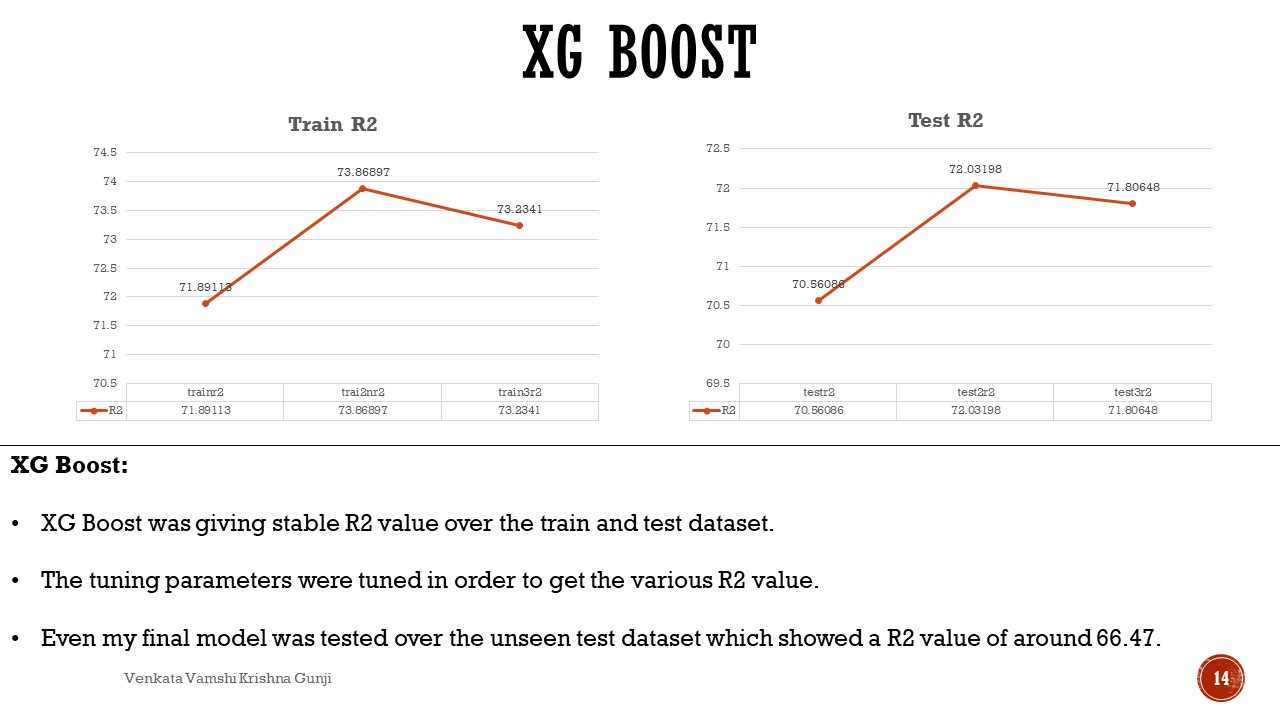 XG BOOST
Train R2
74.5
74
73.5
73
72.5
72
71.5
71
70.5
71.89113
73.86897
73.2341
trainr2 trai2nr2 train3r2
R2 71.89113 73.86897 73.2341
Test R2
72.5
72
71.5
71
70.5
70
69.5
70.56086
72.03198
71.80648
testr2 test2r2 test3r2
R2 70.56086 72.03198 71.80648
XG Boost:
• XG Boost was giving stable R2 value over the train and test dataset.
• The tuning parameters were tuned in order to get the various R2 value.
• Even my final model was tested over the unseen test dataset which showed a R2 value of around 66.47.
Venkata Vamshi Krishna Gunji
14